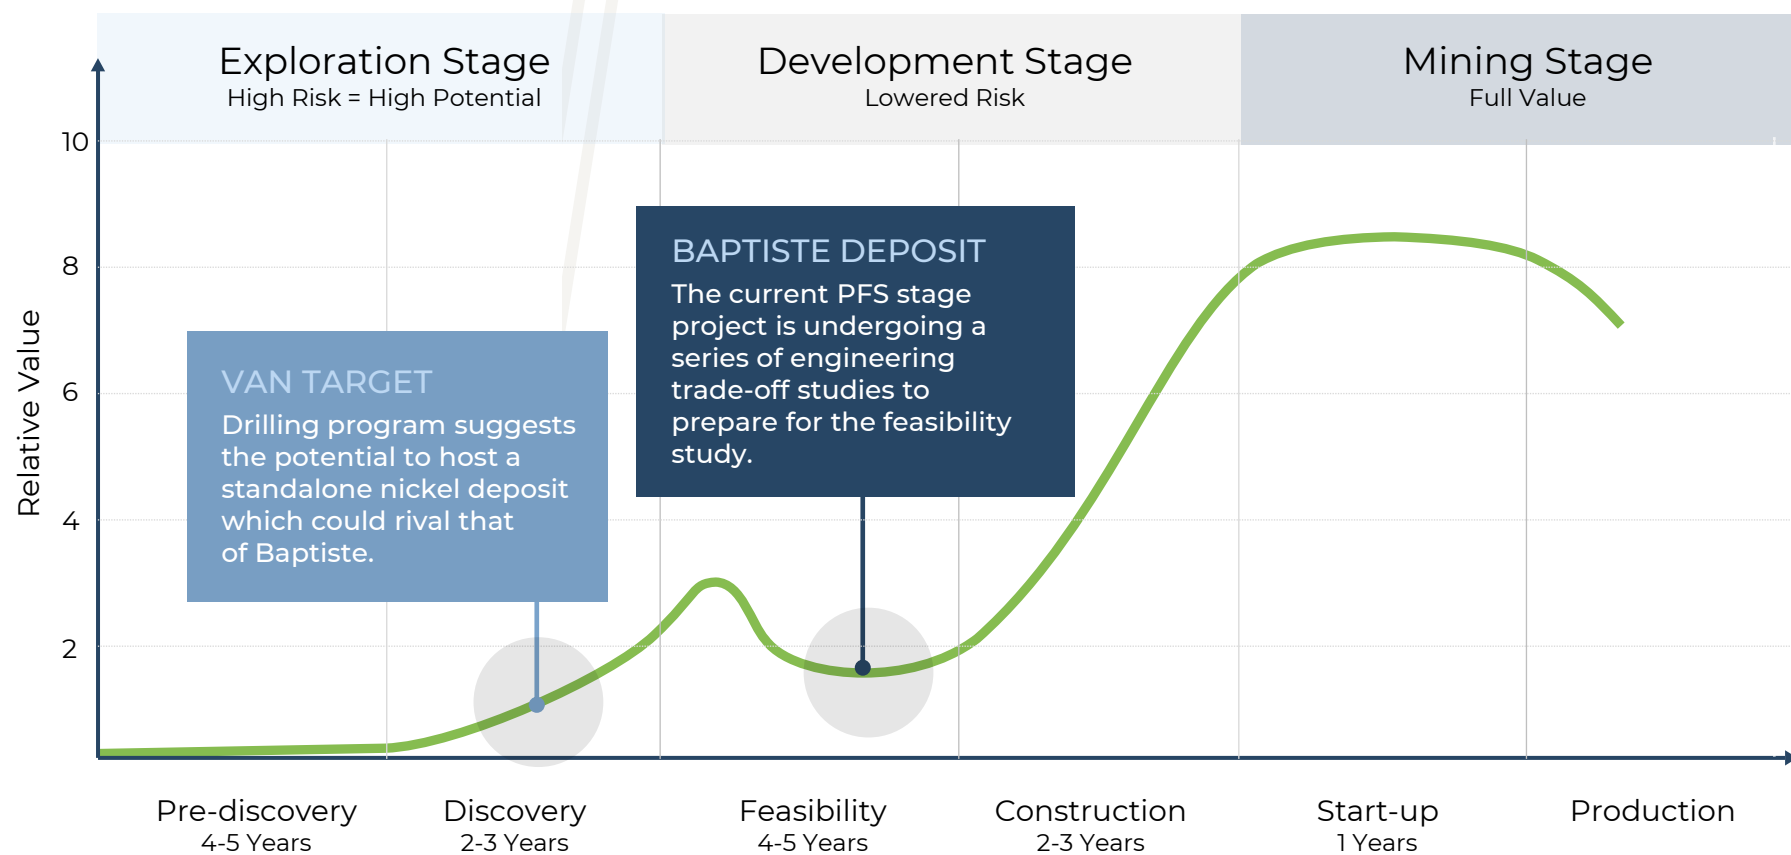 Exploration Stage
High Risk = High Potential
Development Stage
Lowered Risk
Mining Stage
Full Value
Relative Value
10
8
6
4
2
VAN TARGET
Drilling program suggests
the potential to host a
standalone nickel deposit
which could rival that
of Baptiste.
BAPTISTE DEPOSIT
The current PFS stage
project is undergoing a
series of engineering
trade-off studies to
prepare for the feasibility
study.
Pre-discovery
4-5 Years
Discovery
2-3 Years
Feasibility
4-5 Years
Construction
2-3 Years
Start-up
1 Years
Production